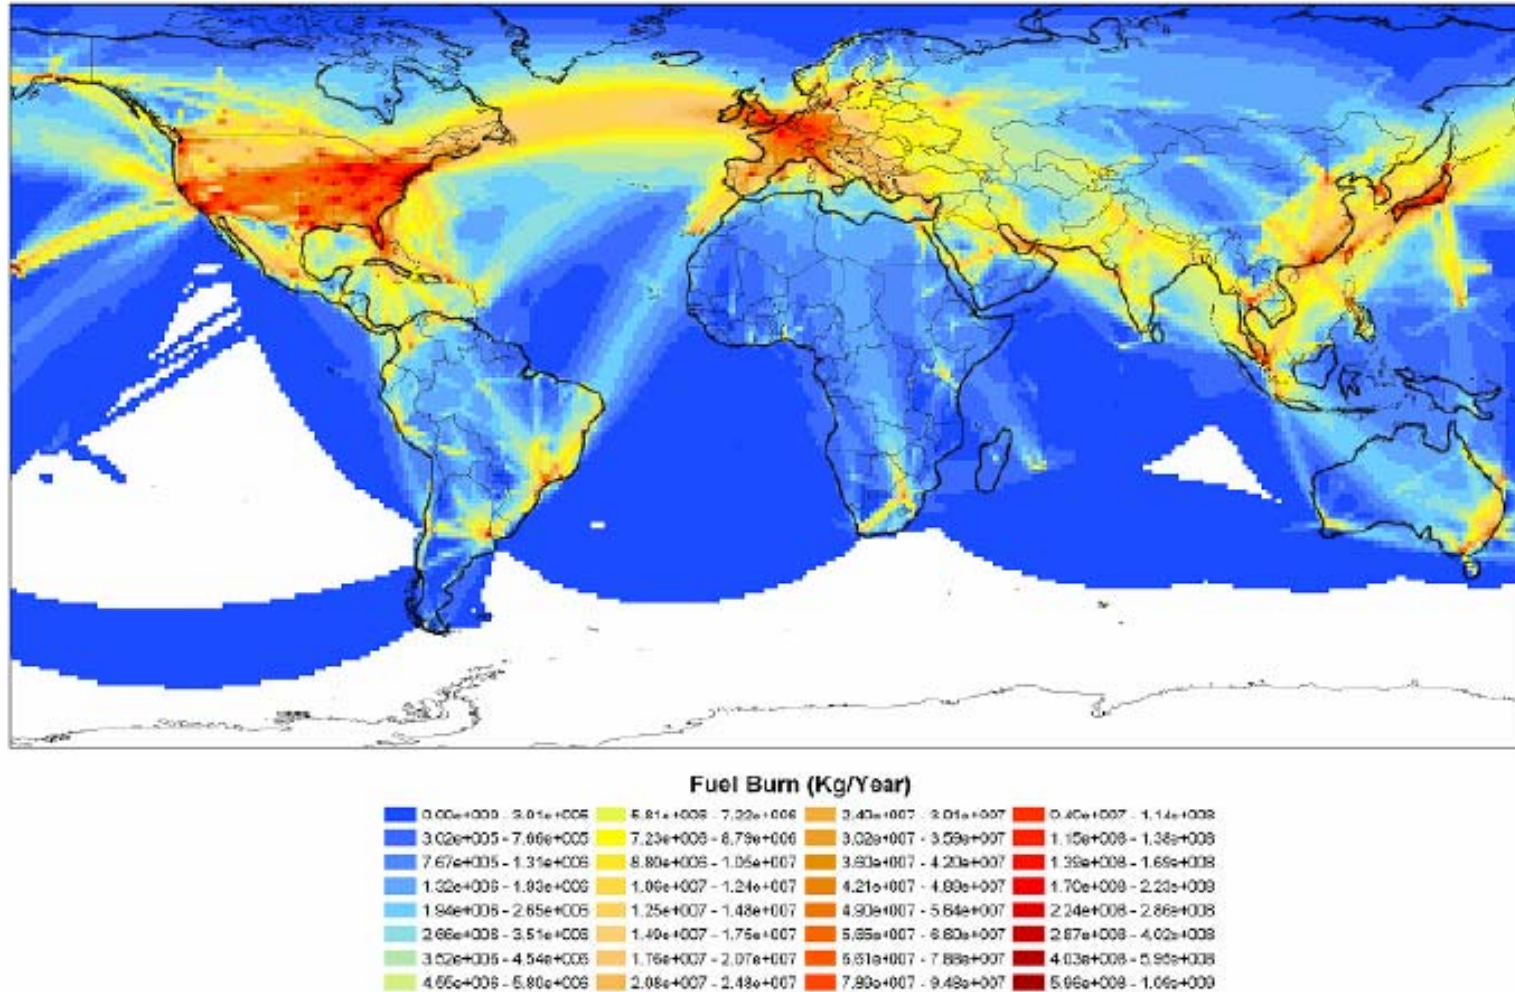 Fuel Burn (Kg/Year)
0.00e+000 - 3.01e+005 5.81e+006 - 7.22e+006 2.49e+007 - 3.01e+007 9.49e+007 - 1.14e+008
3.02e+005 - 7.66e+005 7.23e+006 - 8.79e+006 3.02e+007 - 3.59e+007 1.15e+008 - 1.38e+008
7.67e+005 - 1.31e+006 8.80e+006 - 1.05e+007 3.60e+007 - 4.20e+007 1.39e+008 - 1.69e+008
1.32e+006 - 1.93e+006 1.06e+007 - 1.24e+007 4.21e+007 - 4.89e+007 1.70e+008 - 2.23e+008
1.94e+006 - 2.65e+006 1.25e+007 - 1.48e+007 4.90e+007 - 5.64e+007 2.24e+008 - 2.86e+008
2.66e+006 - 3.51e+006 1.49e+007 - 1.75e+007 5.65e+007 - 6.60e+007 2.87e+008 - 4.02e+008
3.52e+006 - 4.54e+006 1.76e+007 - 2.07e+007 6.61e+007 - 7.88e+007 4.03e+008 - 5.95e+008
4.55e+006 - 5.80e+006 2.08e+007 - 2.48e+007 7.89e+007 - 9.48e+007 5.96e+008 - 1.09e+009